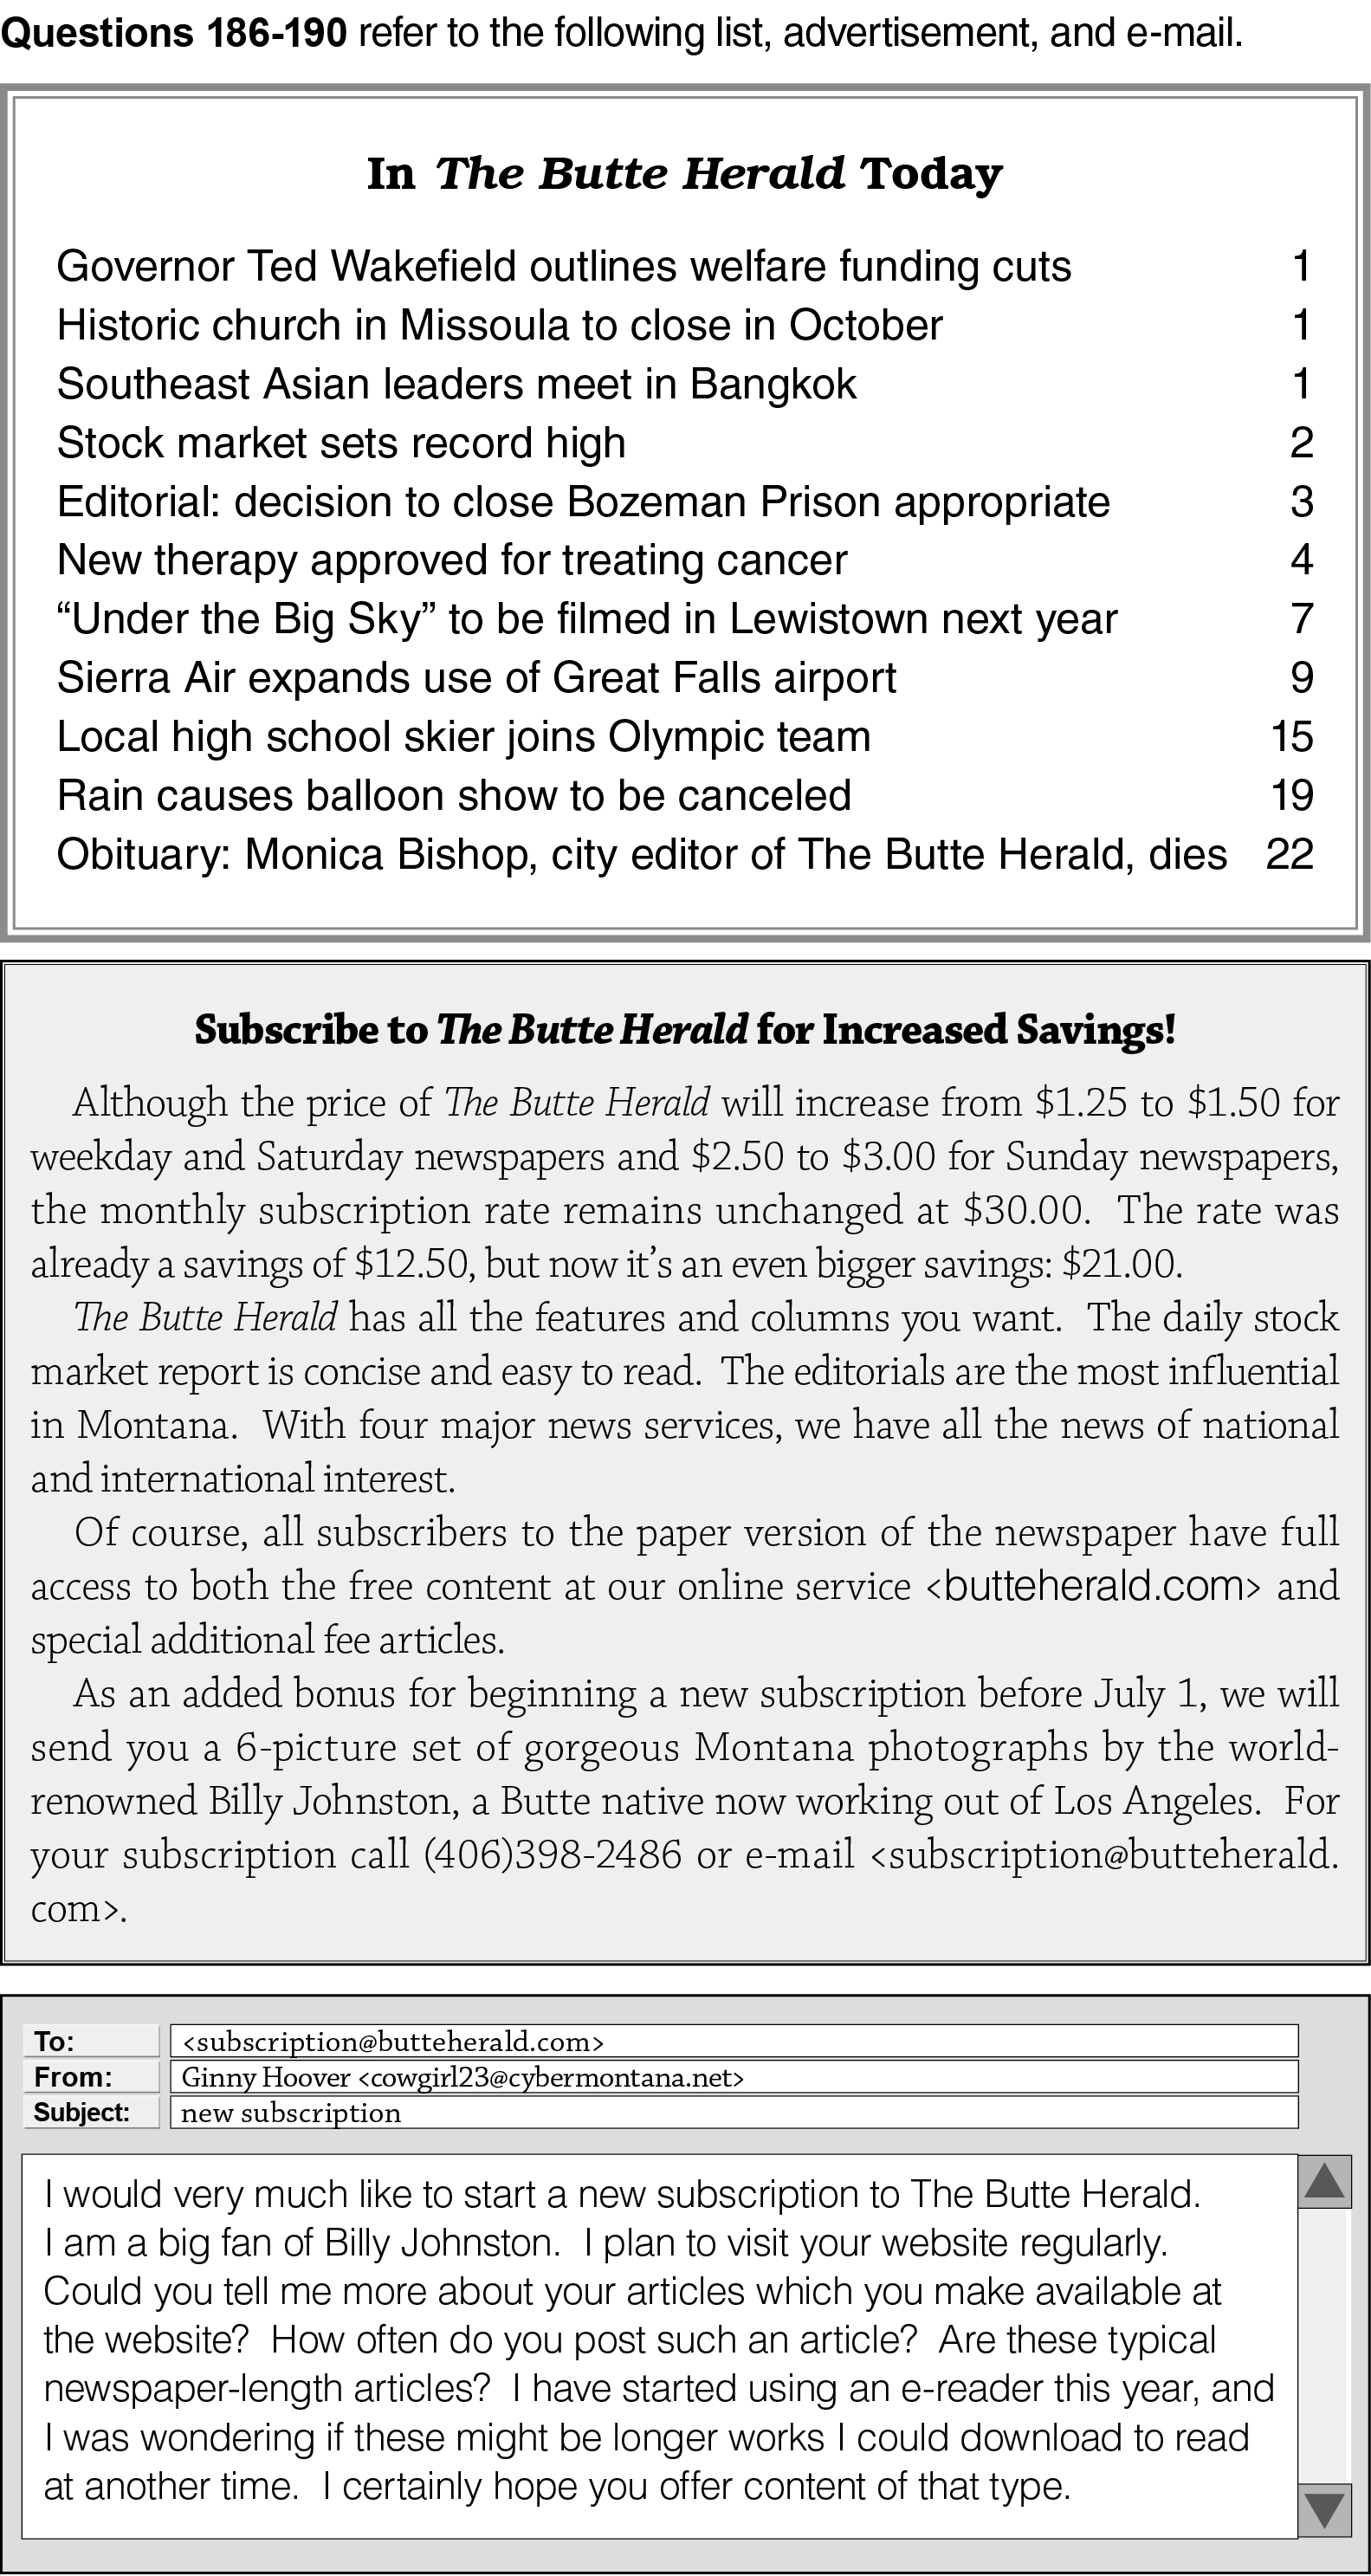 Questions 186-190 refer to the following list, advertisement, and e-mail.
In The Butte Herald Today
Governor Ted Wakefield outlines welfare funding cuts 1
Historic church in Missoula to close in October 1
Southeast Asian leaders meet in Bangkok 1
Stock market sets record high 2
Editorial: decision to close Bozeman Prison appropriate 3
New therapy approved for treating cancer 4
“Under the Big Sky” to be filmed in Lewistown next year 7
Sierra Air expands use of Great Falls airport 9
Local high school skier joins Olympic team 15
Rain causes balloon show to be canceled 19
Obituary: Monica Bishop, city editor of The Butte Herald, dies 22
Subscribe to The Butte Herald for Increased Savings!
Although the price of The Butte Herald will increase from $1.25 to $1.50 for
weekday and Saturday newspapers and $2.50 to $3.00 for Sunday newspapers,
the monthly subscription rate remains unchanged at $30.00. The rate was
already a savings of $12.50, but now it’s an even bigger savings: $21.00.
The Butte Herald has all the features and columns you want. The daily stock
market report is concise and easy to read. The editorials are the most influential
in Montana. With four major news services, we have all the news of national
and international interest.
Of course, all subscribers to the paper version of the newspaper have full
access to both the free content at our online service <butteherald.com> and
special additional fee articles.
As an added bonus for beginning a new subscription before July 1, we will
send you a 6-picture set of gorgeous Montana photographs by the world-
renowned Billy Johnston, a Butte native now working out of Los Angeles. For
your subscription call (406)398-2486 or e-mail <subscription@butteherald.
com>.
To: <subscription@butteherald.com>
From: Ginny Hoover <cowgirl23@cybermontana.net>
Subject: new subscription
I would very much like to start a new subscription to The Butte Herald.
I am a big fan of Billy Johnston. I plan to visit your website regularly.
Could you tell me more about your articles which you make available at
the website? How often do you post such an article? Are these typical
newspaper-length articles? I have started using an e-reader this year, and
I was wondering if these might be longer works I could download to read
at another time. I certainly hope you offer content of that type.